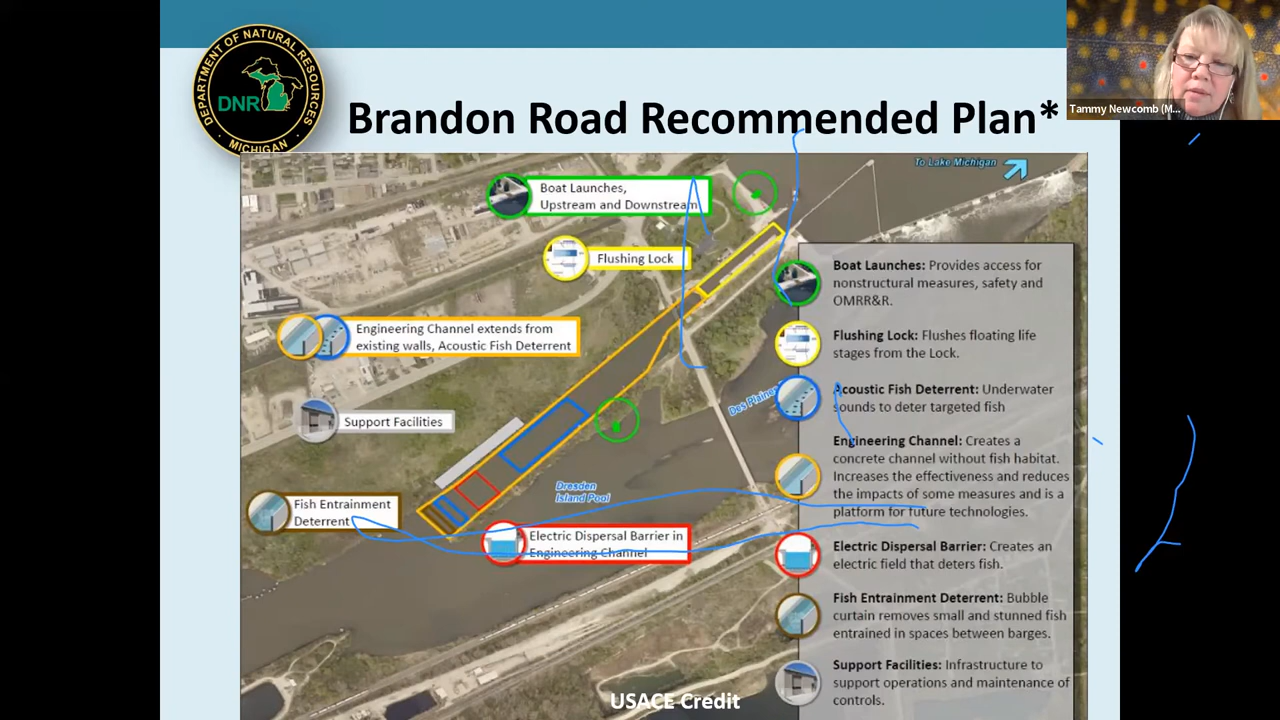 DEPARTMENT OF NATURAL RESOURCES
DNR
MICHIGAN
Brandon Road Recommended Plan*
Tammy Newcomb (M...
To Lake Michigan
Boat Launches,
Upstream and Downstream
Flushing Lock
Engineering Channel extends from
existing walls, Acoustic Fish Deterrent
Support Facilities
Fish Entrainment
Deterrent
Dresden
Island Pool
Electric Dispersal Barrier in
Engineering Channel
Boat Launches: Provides access for
nonstructural measures, safety and
OMRR&R.
Flushing Lock: Flushes floating life
stages from the Lock.
Acoustic Fish Deterrent: Underwater
sounds to deter targeted fish
Engineering Channel: Creates a
concrete channel without fish habitat.
Increases the effectiveness and reduces
the impacts of some measures and is a
platform for future technologies.
Electric Dispersal Barrier: Creates an
electric field that deters fish.
Fish Entrainment Deterrent: Bubble
curtain removes small and stunned fish
entrained in spaces between barges.
Support Facilities: Infrastructure to
support operations and maintenance of
controls.
USACE Credit